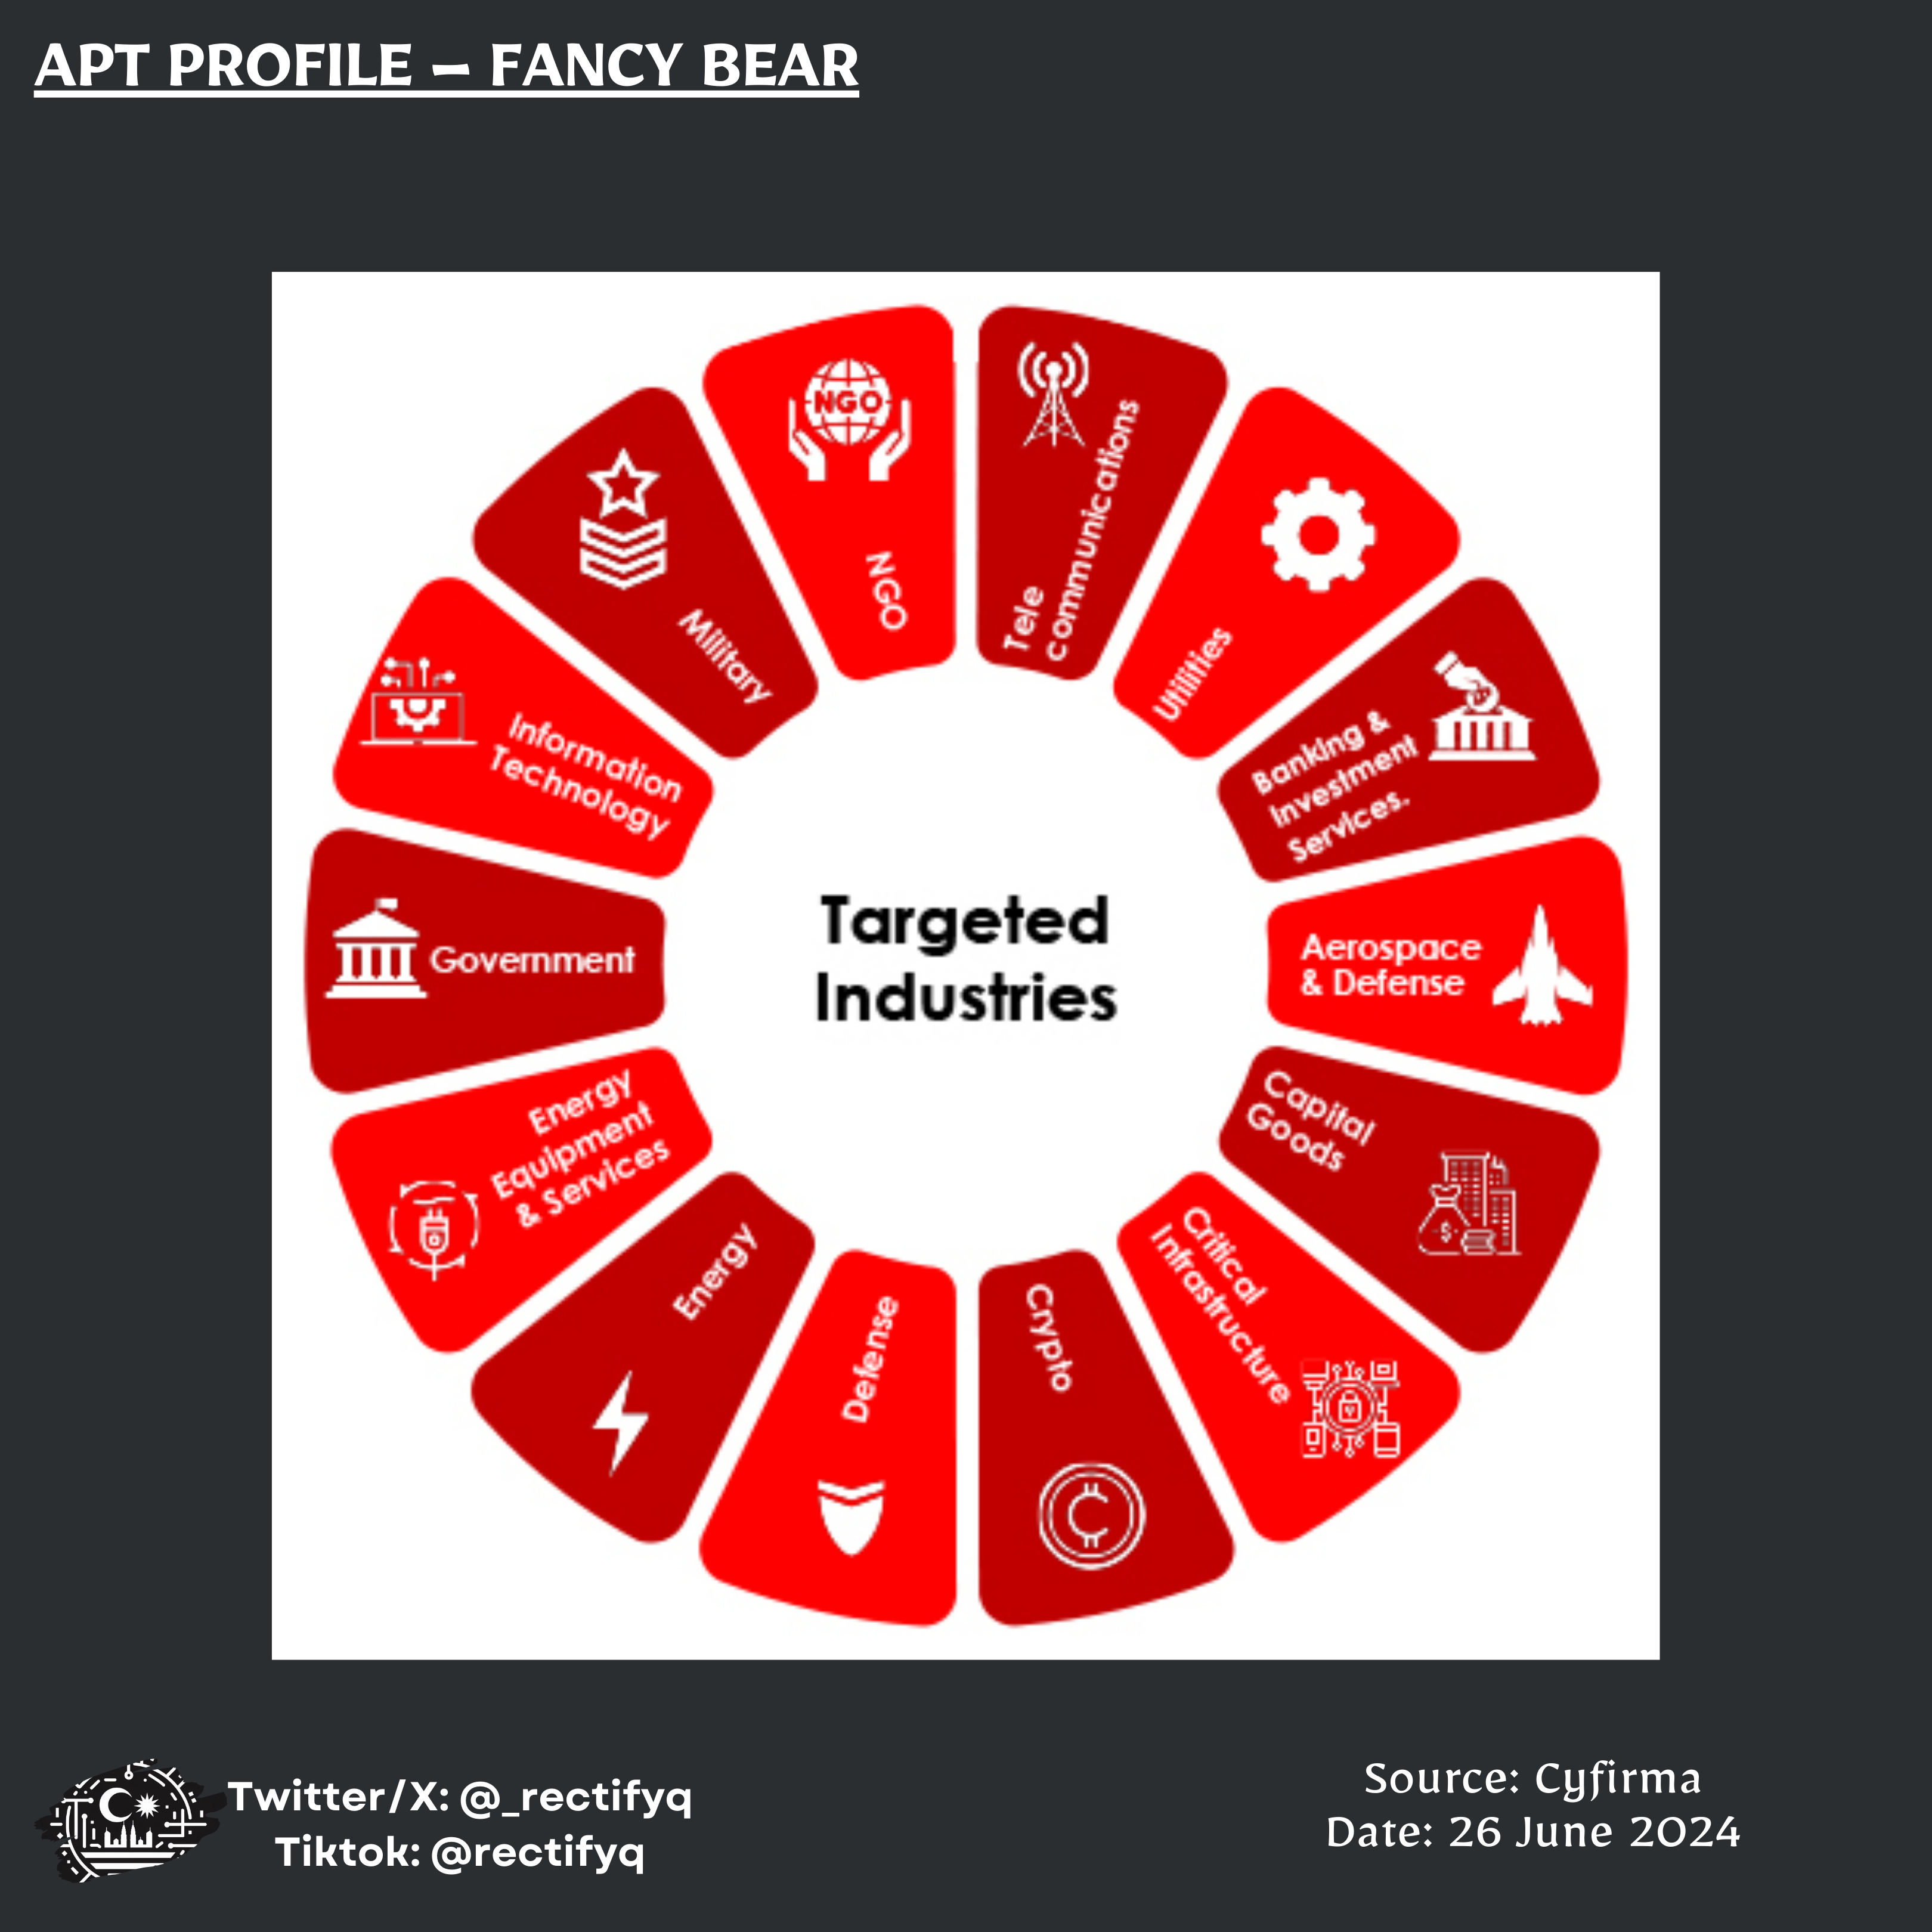 APT PROFILE – FANCY BEAR
NGO
NGO
Tele
communications
Utilities
Banking &
Investment
Services.
Aerospace
& Defense
Capital
Goods
Critical
Infrastructure
Crypto
Defense
Energy
Energy
Equipment
& Services
Government
Information
Technology
Military
Targeted
Industries
Twitter/X: @_rectifyq
Tiktok: @rectifyq
Source: Cyfirma
Date: 26 June 2024